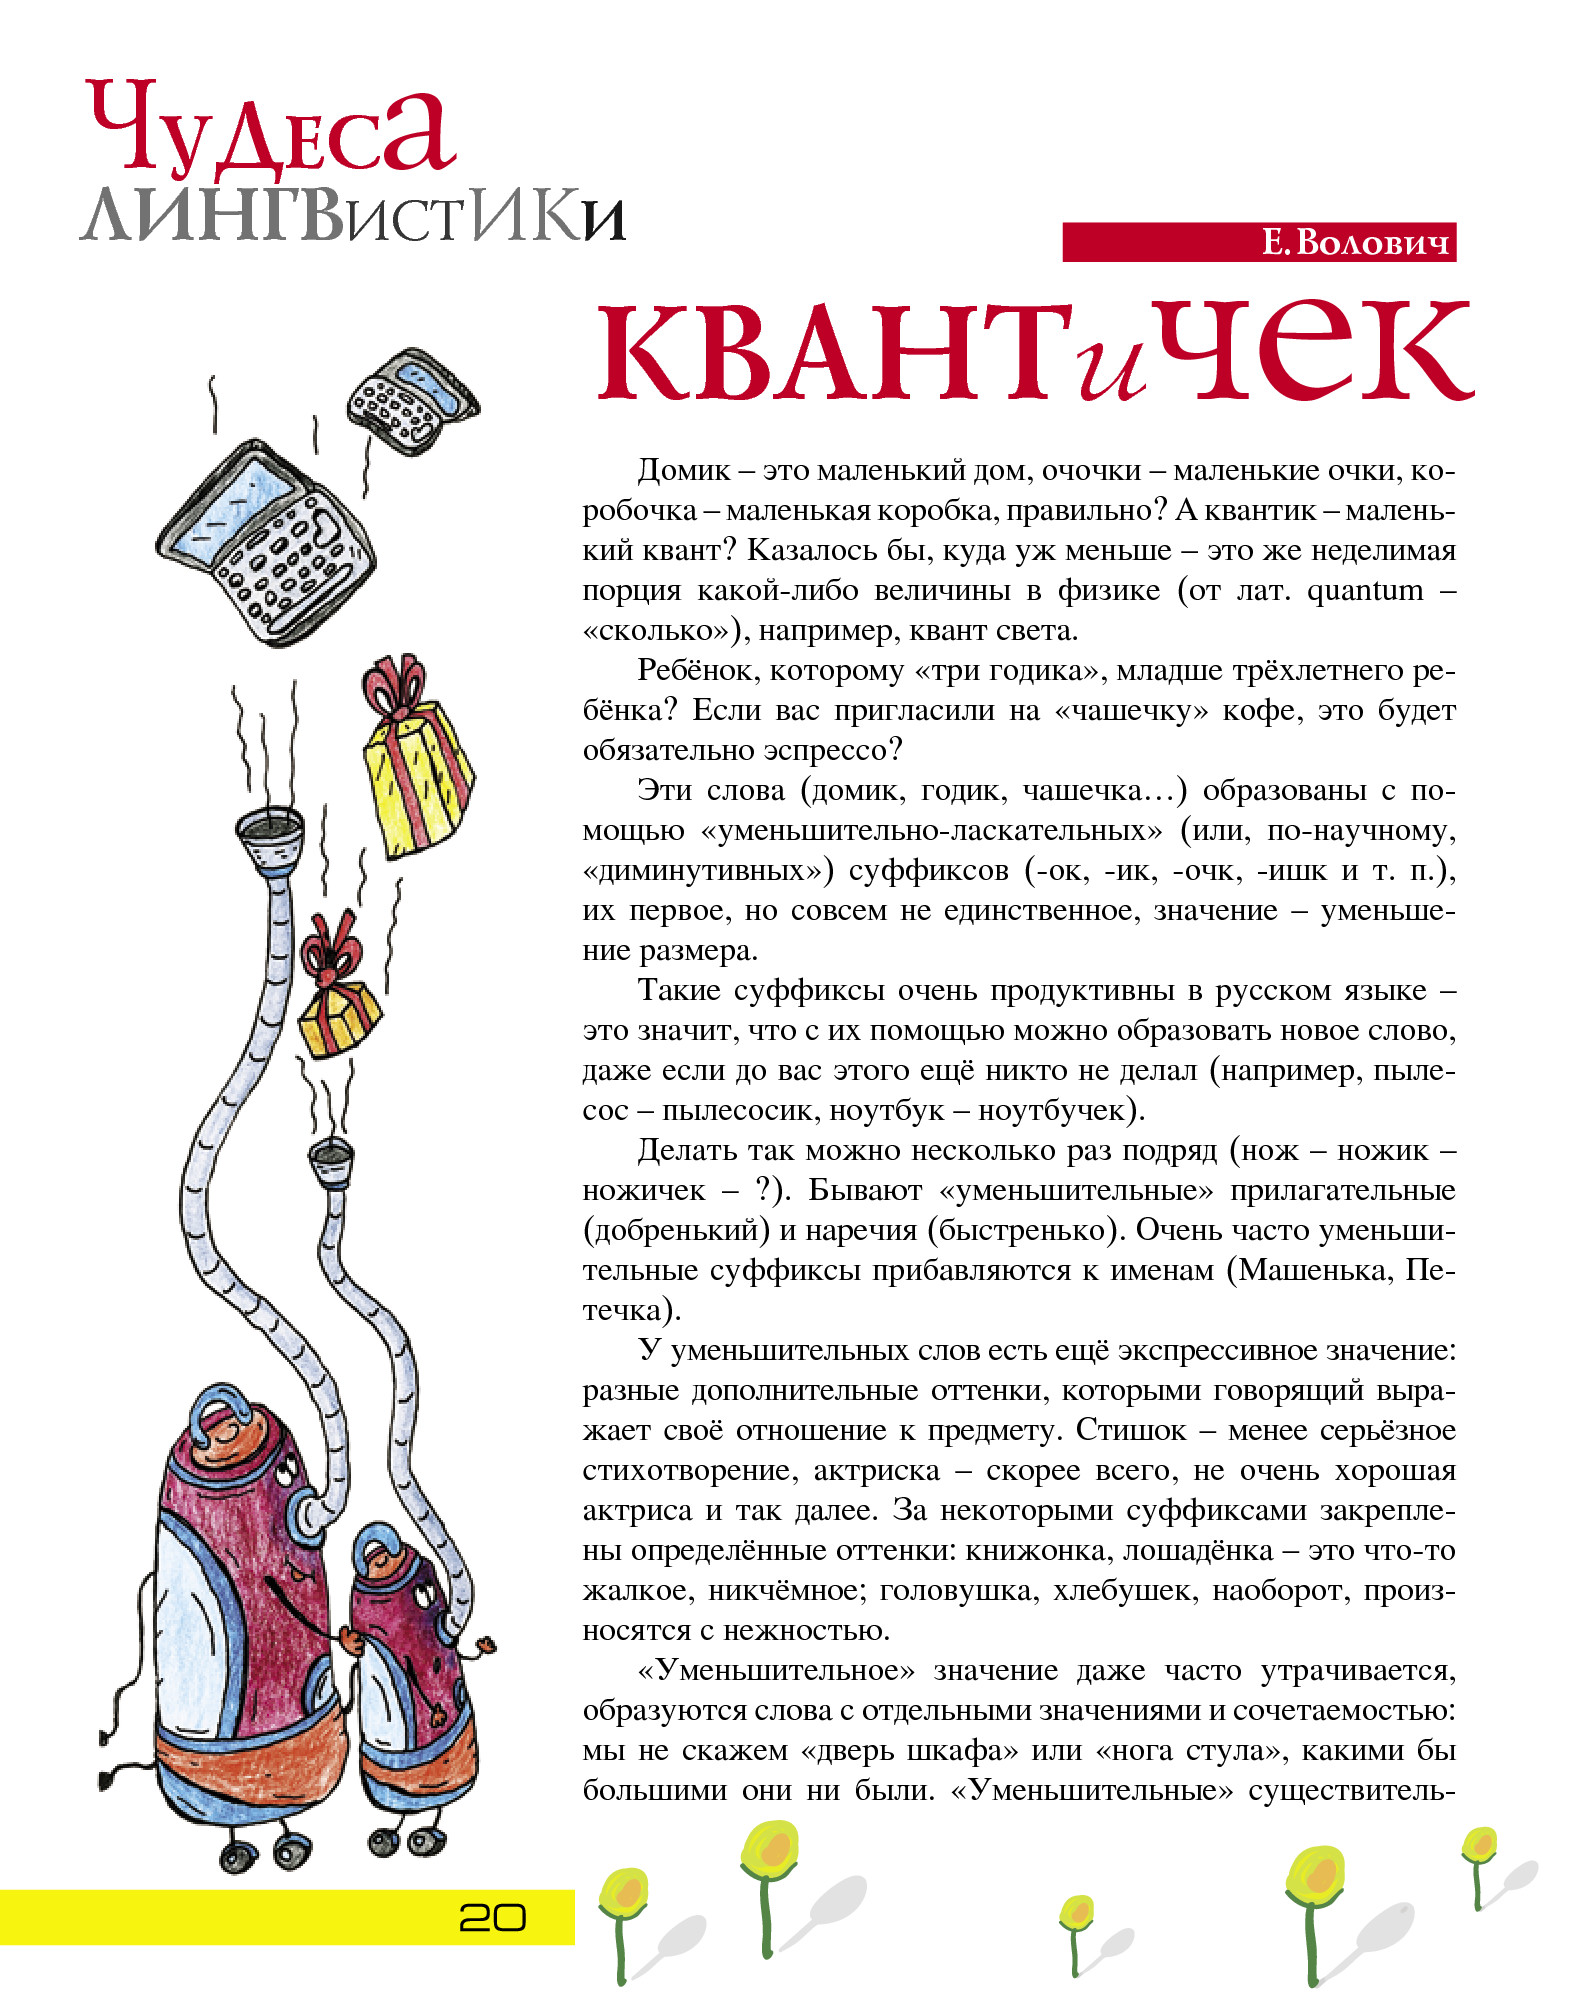 Чудеса
лингвистики
Е. Волович
квантичек
Домик – это маленький дом, очочки – маленькие очки, ко-
робочка – маленькая коробка, правильно? А квантик – малень-
кий квант? Казалось бы, куда уж меньше – это же неделимая
порция какой-либо величины в физике (от лат. quantum –
«сколько»), например, квант света.
Ребёнок, которому «три годика», младше трёхлетнего ре-
бёнка? Если вас пригласили на «чашечку» кофе, это будет
обязательно эспрессо?
Эти слова (домик, годик, чашечка…) образованы с по-
мощью «уменьшительно-ласкательных» (или, по-научному,
«диминутивных») суффиксов (-ок, -ик, -очк, -ишк и т. п.),
их первое, но совсем не единственное, значение – уменьше-
ние размера.
Такие суффиксы очень продуктивны в русском языке –
это значит, что с их помощью можно образовать новое слово,
даже если до вас этого ещё никто не делал (например, пыле-
сос – пылесосик, ноутбук – ноутбучек).
Делать так можно несколько раз подряд (нож – ножик –
ножичек – ?). Бывают «уменьшительные» прилагательные
(добренький) и наречия (быстренько). Очень часто уменьши-
тельные суффиксы прибавляются к именам (Машенька, Пе-
течка).
У уменьшительных слов есть ещё экспрессивное значение:
разные дополнительные оттенки, которыми говорящий выра-
жает своё отношение к предмету. Стишок – менее серьёзное
стихотворение, актриска – скорее всего, не очень хорошая
актриса и так далее. За некоторыми суффиксами закрепле-
ны определённые оттенки: книжонка, лошадёнка – это что-то
жалкое, никчёмное; головушка, хлебушек, наоборот, произ-
носятся с нежностью.
«Уменьшительное» значение даже часто утрачивается,
образуются слова с отдельными значениями и сочетаемостью:
мы не скажем «дверь шкафа» или «нога стула», какими бы
большими они ни были. «Уменьшительные» существитель-
20